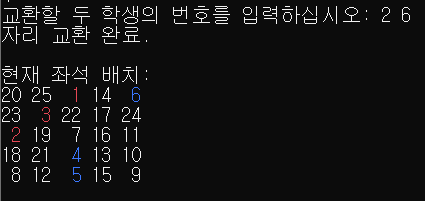 교환할 두 학생의 번호를 입력하십시오: 2 6
자리 교환 완료.
현재 좌석 배치:
20 25 1 14 6
23 3 22 17 24
2 19 7 16 11
18 21 4 13 10
8 12 5 15 9